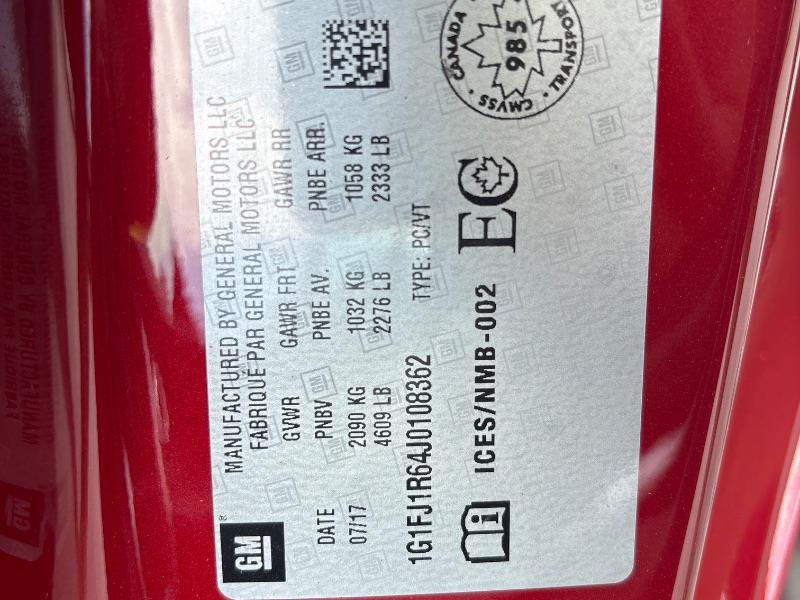 GM
MANUFACTURED BY GENERAL MOTORS LLC
FABRIQUÉ PAR GENERAL MOTORS LLC
GVWR GAWR FRT GAWR RR
DATE PNBV PNBE AV. PNBE ARR.
07/17 2090 KG 1032 KG 1058 KG
4609 LB 2276 LB 2333 LB
1G1FJ1R64J0108362 TYPE: PC/VT
i ICES/NMB-002 EC
CANADA
985
CMVSS • TRANSPORT